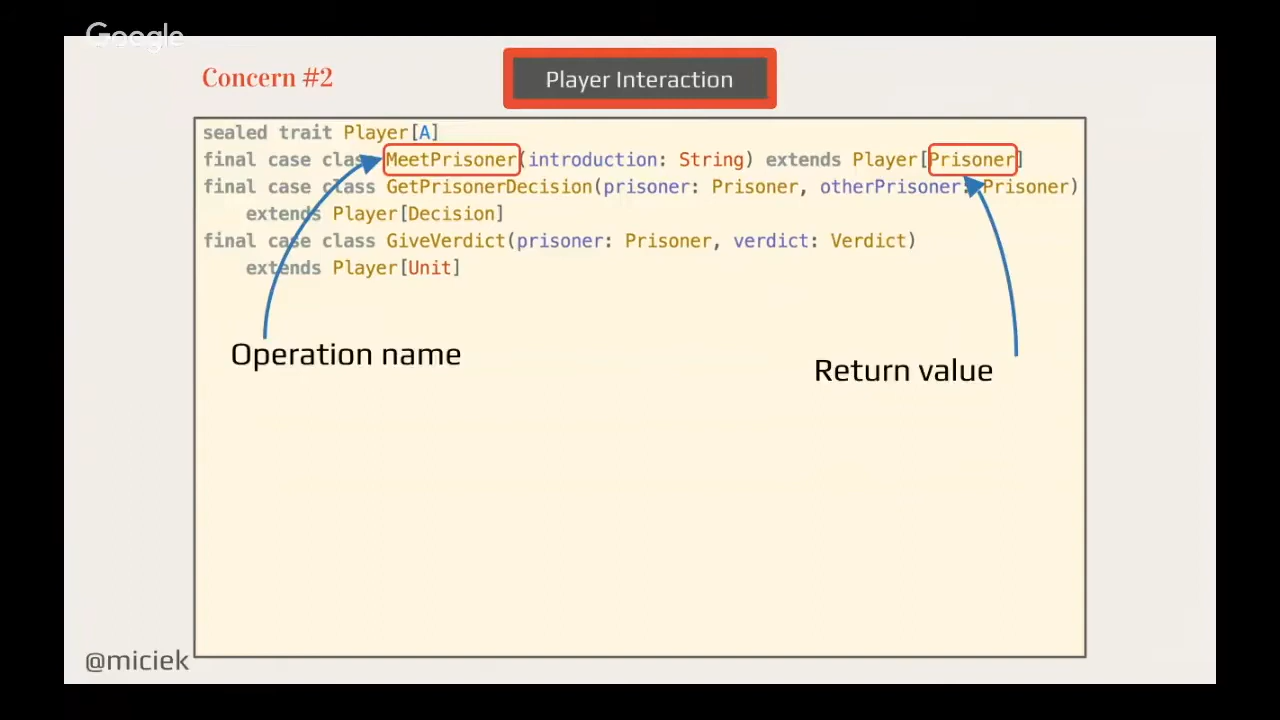 Google
Concern #2
Player Interaction
sealed trait Player[A]
final case class MeetPrisoner(introduction: String) extends Player[Prisoner]
final case class GetPrisonerDecision(prisoner: Prisoner, otherPrisoner: Prisoner)
extends Player[Decision]
final case class GiveVerdict(prisoner: Prisoner, verdict: Verdict)
extends Player[Unit]
Operation name
Return value
@miciek